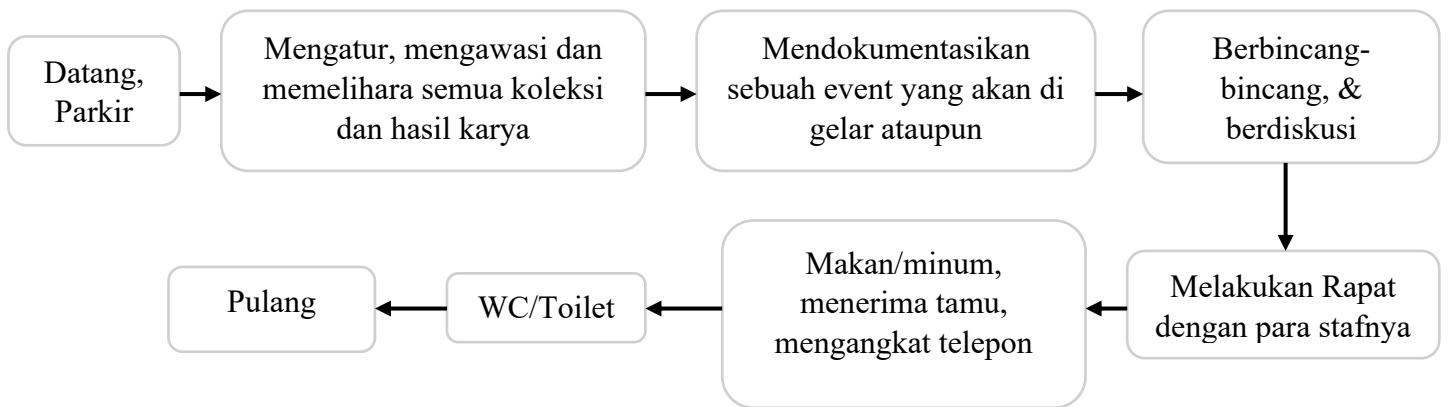 Datang,
Parkir
Mengatur, mengawasi dan
memelihara semua koleksi
dan hasil karya
Mendokumentasikan
sebuah event yang akan di
gelar ataupun
Berbincang-
bincang, &
berdiskusi
Melakukan Rapat
dengan para stafnya
Makan/minum,
menerima tamu,
mengangkat telepon
WC/Toilet
Pulang